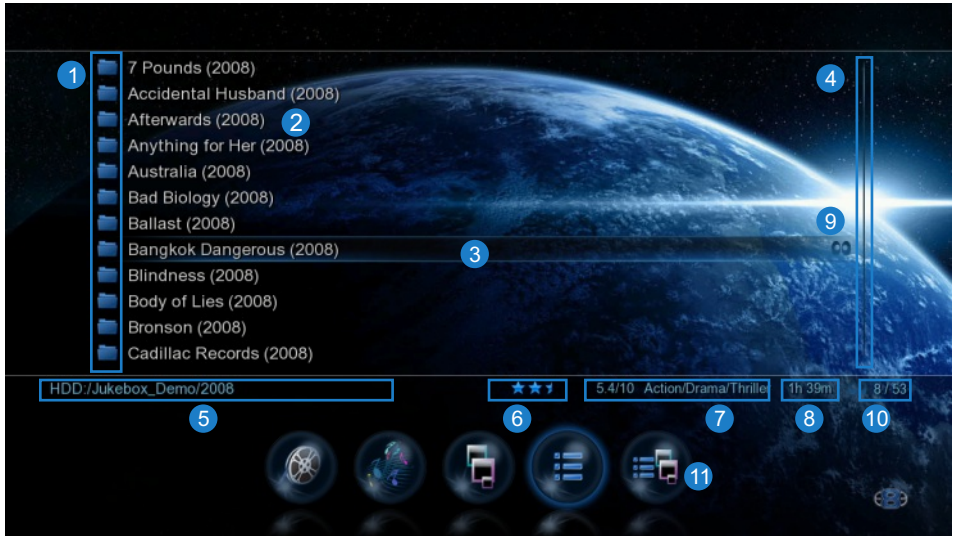 1
7 Pounds (2008)
4
Accidental Husband (2008)
Afterwards (2008)
2
Anything for Her (2008)
Australia (2008)
Bad Biology (2008)
Ballast (2008)
9
Bangkok Dangerous (2008)
3
Blindness (2008)
Body of Lies (2008)
Bronson (2008)
Cadillac Records (2008)
HDD:/Jukebox_Demo/2008
5.4/10 Action/Drama/Thrille
1h 39m
8 / 53
5
6
7
8
10
11